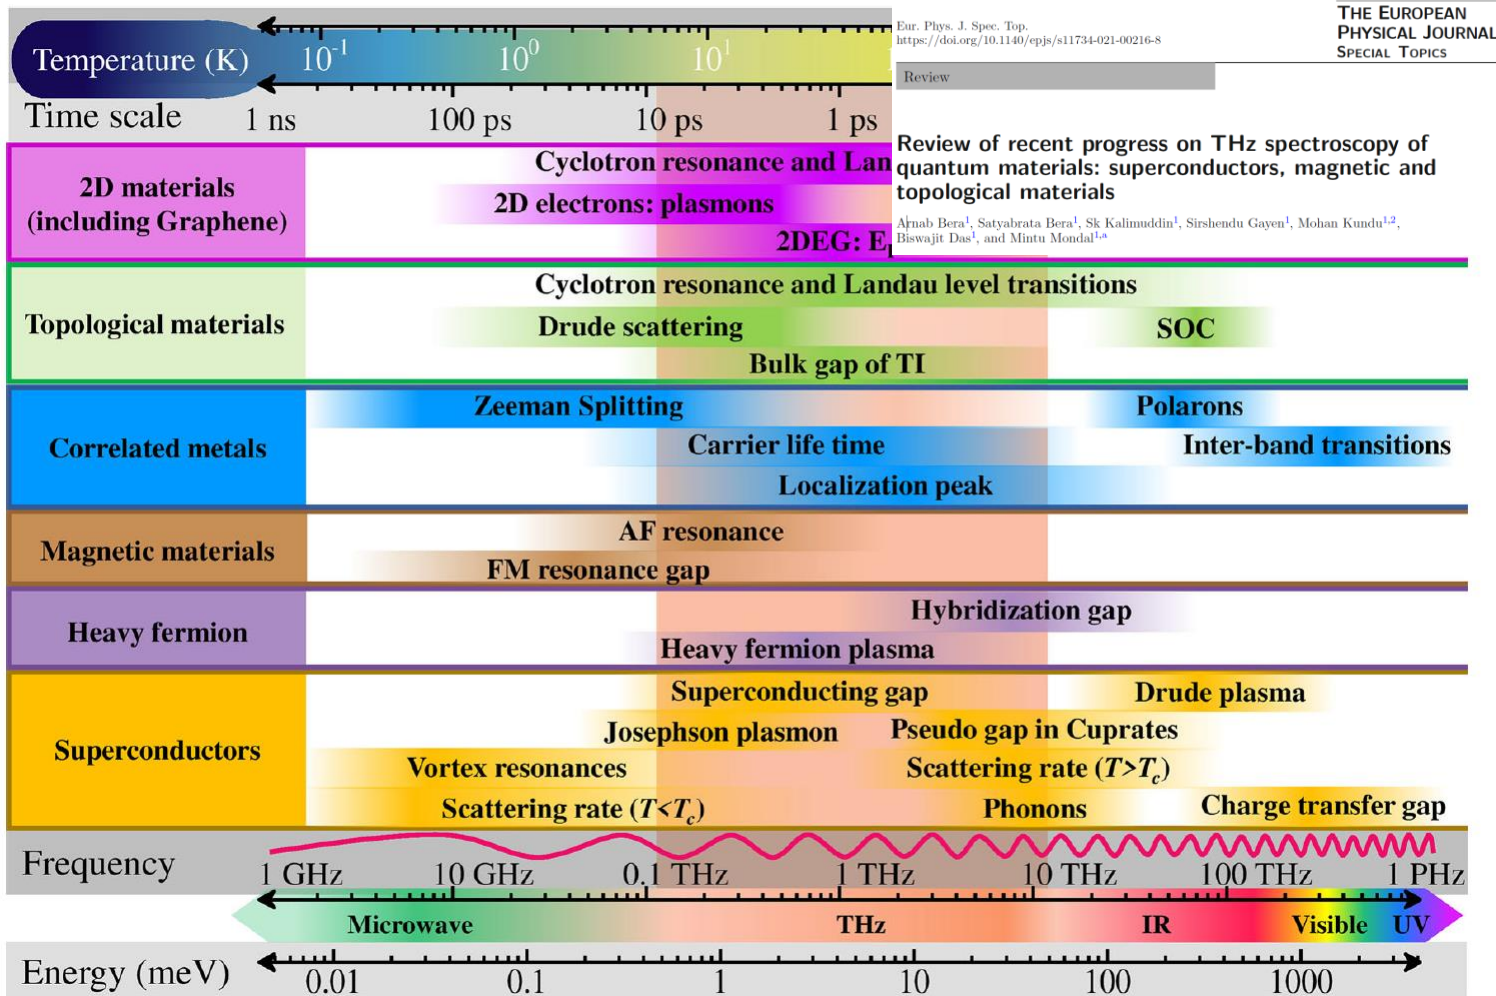 Temperature (K) 10^-1 10^0 10^1
Time scale 1 ns 100 ps 10 ps 1 ps
Eur. Phys. J. Spec. Top.
https://doi.org/10.1140/epjs/s11734-021-00216-8
THE EUROPEAN
PHYSICAL JOURNAL
SPECIAL TOPICS
Review
Review of recent progress on THz spectroscopy of
quantum materials: superconductors, magnetic and
topological materials
Arnab Bera1, Satyabrata Bera1, Sk Kalimuddin1, Sirshendu Gayen1, Mohan Kundu1,2,
Biswajit Das1, and Mintu Mondal1,a
2D materials
(including Graphene)
Cyclotron resonance and Lan
2D electrons: plasmons
2DEG: E
Topological materials
Cyclotron resonance and Landau level transitions
Drude scattering SOC
Bulk gap of TI
Correlated metals
Zeeman Splitting Polarons
Carrier life time Inter-band transitions
Localization peak
Magnetic materials
AF resonance
FM resonance gap
Heavy fermion
Hybridization gap
Heavy fermion plasma
Superconductors
Superconducting gap Drude plasma
Josephson plasmon Pseudo gap in Cuprates
Vortex resonances Scattering rate (T>Tc)
Scattering rate (T<Tc) Phonons Charge transfer gap
Frequency 1 GHz 10 GHz 0.1 THz 1 THz 10 THz 100 THz 1 PHz
Microwave THz IR Visible UV
Energy (meV) 0.01 0.1 1 10 100 1000